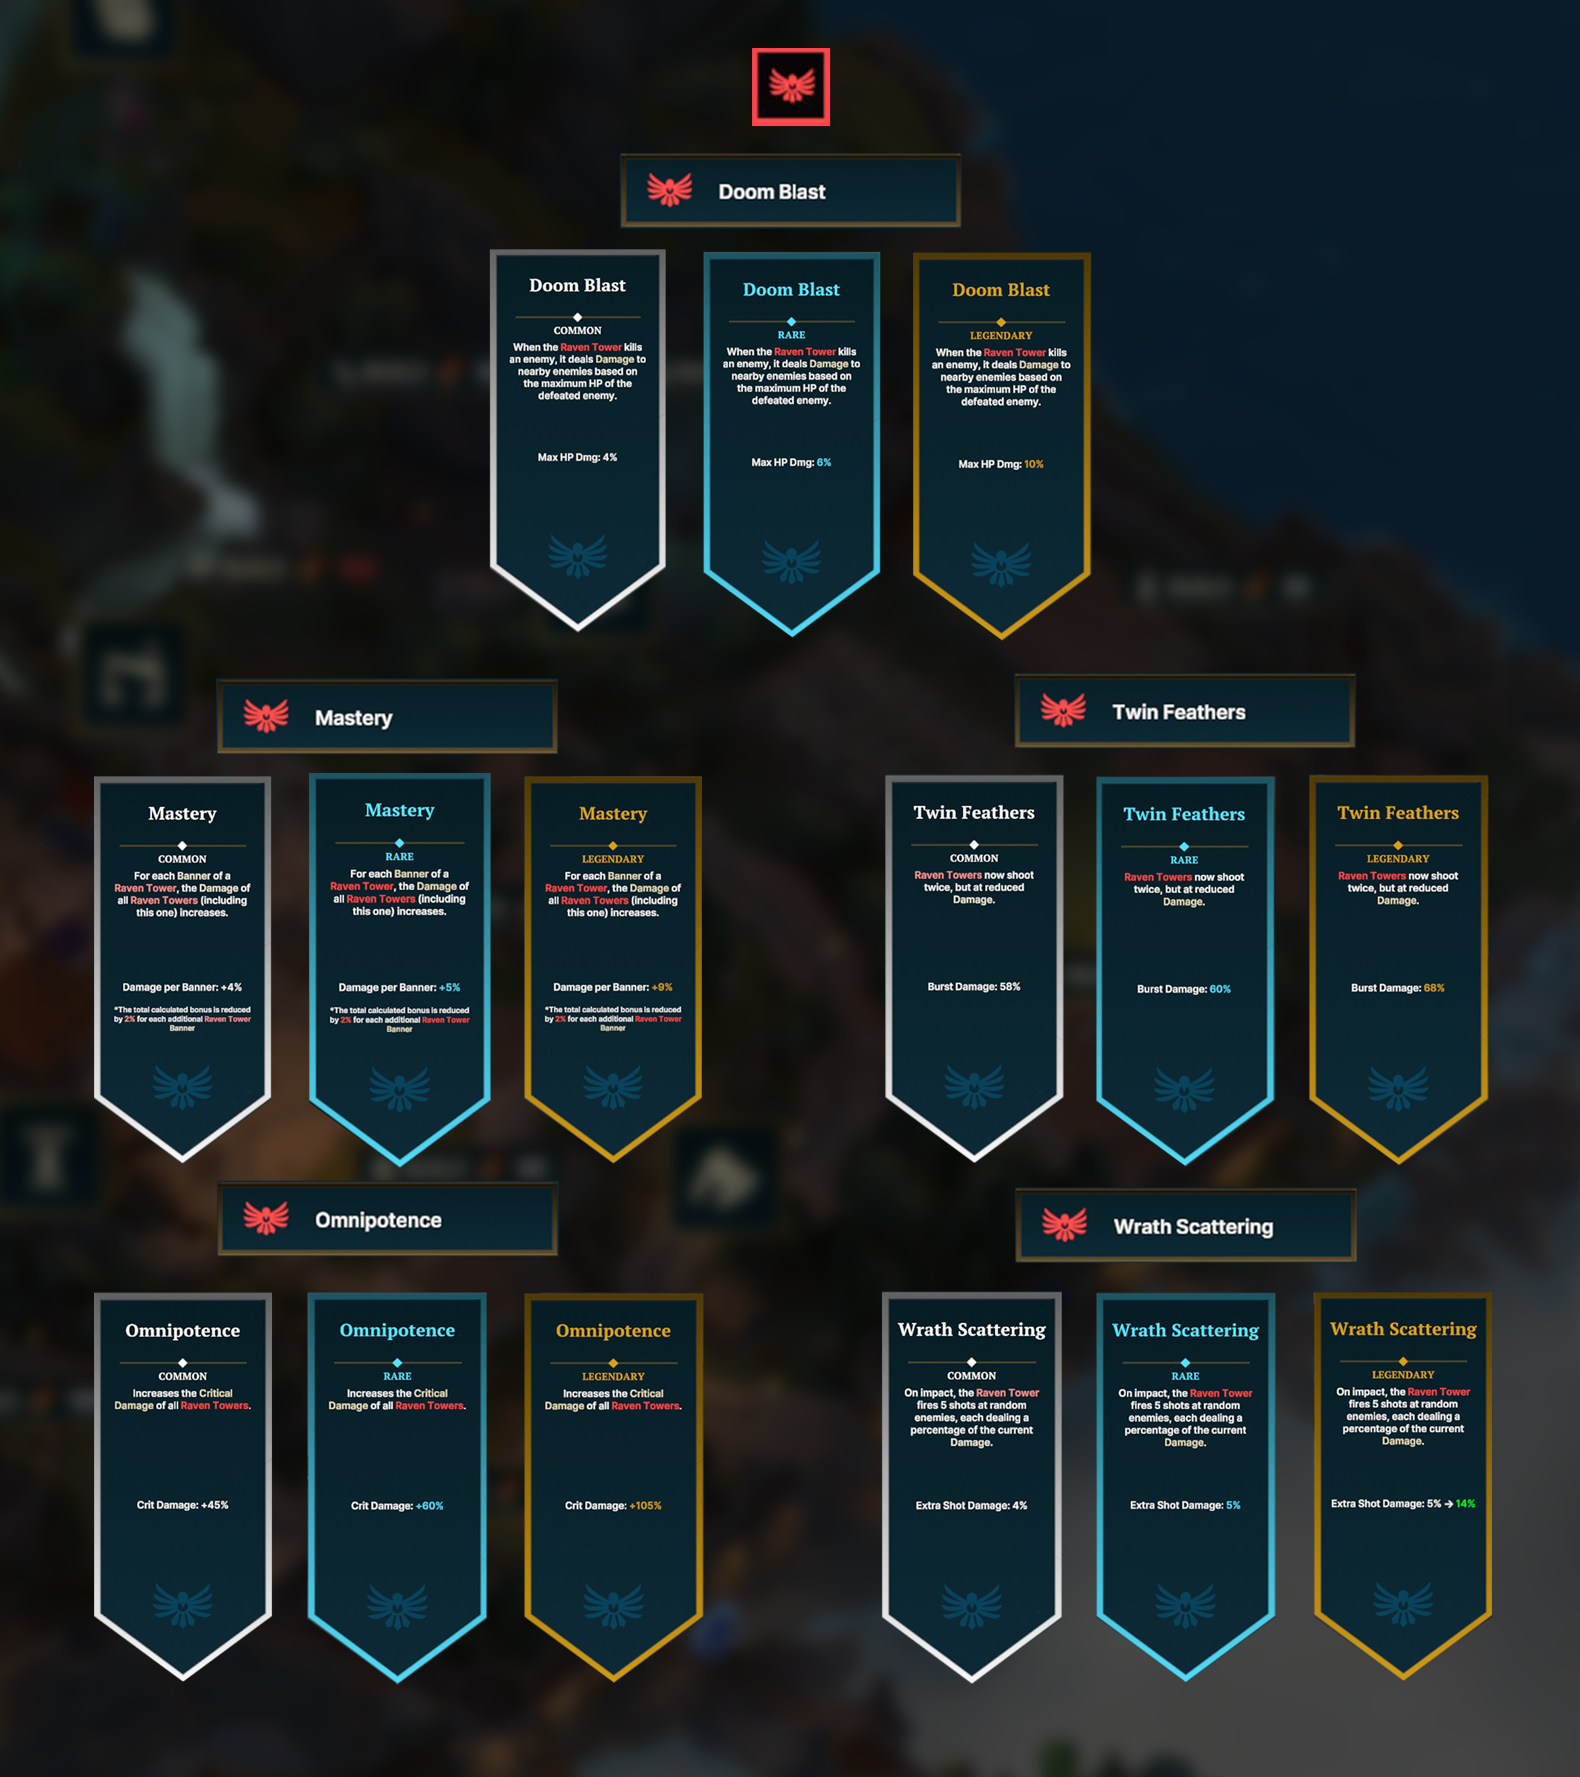 Doom Blast
Doom Blast
COMMON
When the Raven Tower kills
an enemy, it deals Damage to
nearby enemies based on
the maximum HP of the
defeated enemy.
Max HP Dmg: 4%
Doom Blast
RARE
When the Raven Tower kills
an enemy, it deals Damage to
nearby enemies based on
the maximum HP of the
defeated enemy.
Max HP Dmg: 6%
Doom Blast
LEGENDARY
When the Raven Tower kills
an enemy, it deals Damage to
nearby enemies based on
the maximum HP of the
defeated enemy.
Max HP Dmg: 10%
Mastery
Mastery
COMMON
For each Banner of a
Raven Tower, the Damage of
all Raven Towers (including
this one) increases.
Damage per Banner: +4%
*The total calculated bonus is reduced
by 2% for each additional Raven Tower
Banner
Mastery
RARE
For each Banner of a
Raven Tower, the Damage of
all Raven Towers (including
this one) increases.
Damage per Banner: +5%
*The total calculated bonus is reduced
by 2% for each additional Raven Tower
Banner
Mastery
LEGENDARY
For each Banner of a
Raven Tower, the Damage of
all Raven Towers (including
this one) increases.
Damage per Banner: +9%
*The total calculated bonus is reduced
by 2% for each additional Raven Tower
Banner
Twin Feathers
Twin Feathers
COMMON
Raven Towers now shoot
twice, but at reduced
Damage.
Burst Damage: 58%
Twin Feathers
RARE
Raven Towers now shoot
twice, but at reduced
Damage.
Burst Damage: 60%
Twin Feathers
LEGENDARY
Raven Towers now shoot
twice, but at reduced
Damage.
Burst Damage: 68%
Omnipotence
Omnipotence
COMMON
Increases the Critical
Damage of all Raven Towers.
Crit Damage: +45%
Omnipotence
RARE
Increases the Critical
Damage of all Raven Towers.
Crit Damage: +60%
Omnipotence
LEGENDARY
Increases the Critical
Damage of all Raven Towers.
Crit Damage: +105%
Wrath Scattering
Wrath Scattering
COMMON
On impact, the Raven Tower
fires 5 shots at random
enemies, each dealing a
percentage of the current
Damage.
Extra Shot Damage: 4%
Wrath Scattering
RARE
On impact, the Raven Tower
fires 5 shots at random
enemies, each dealing a
percentage of the current
Damage.
Extra Shot Damage: 5%
Wrath Scattering
LEGENDARY
On impact, the Raven Tower
fires 5 shots at random
enemies, each dealing a
percentage of the current
Damage.
Extra Shot Damage: 5% → 14%